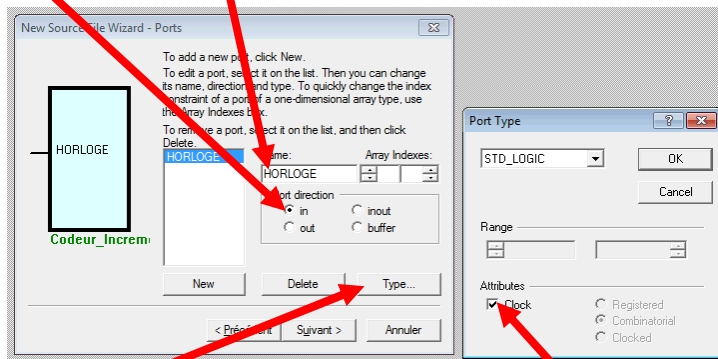 New Source File Wizard - Ports
To add a new port, click New.
To edit a port, select it on the list. Then you can change
its name, direction and type. To quickly change the index
constraint of a port of a one-dimensional array type, use
the Array Indexes box.
To remove a port, select it on the list, and then click
Delete.
HORLOGE
HORLOGE
Name:
Array Indexes:
HORLOGE
Port direction
in
inout
out
buffer
Codeur_Increm
New
Delete
Type...
< Précédent
Suivant >
Annuler
Port Type
STD_LOGIC
OK
Cancel
Range
Attributes
Clock
Registered
Combinatorial
Clocked